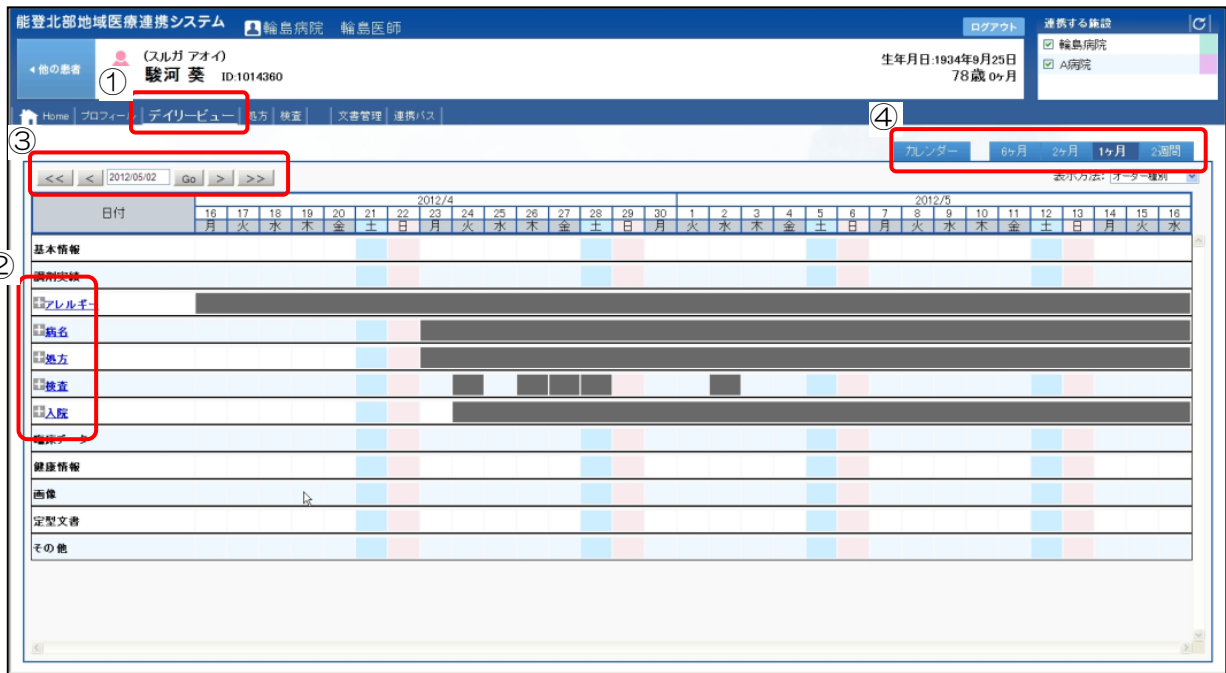 能登北部地域医療連携システム 輪島病院 輪島医師 ログアウト 連携する施設
輪島病院
A病院
他の患者
(スルガ アオイ)
駿河 葵 ID:1014360
生年月日:1934年9月25日
78歳 0ヶ月
①
Home プロフィール デイリービュー 処方 検査 文書管理 連携パス
④
カレンダー 6ヶ月 2ヶ月 1ヶ月 2週間
③
<< < 2012/05/02 Go > >>
表示方法: オーダー種別
日付 2012/4 2012/5
16 17 18 19 20 21 22 23 24 25 26 27 28 29 30 1 2 3 4 5 6 7 8 9 10 11 12 13 14 15 16
月 火 水 木 金 土 日 月 火 水 木 金 土 日 月 火 水 木 金 土 日 月 火 水 木 金 土 日 月 火 水
基本情報
②
調剤実績
アレルギー
病名
処方
検査
入院
臨床データ
健康情報
画像
定型文書
その他